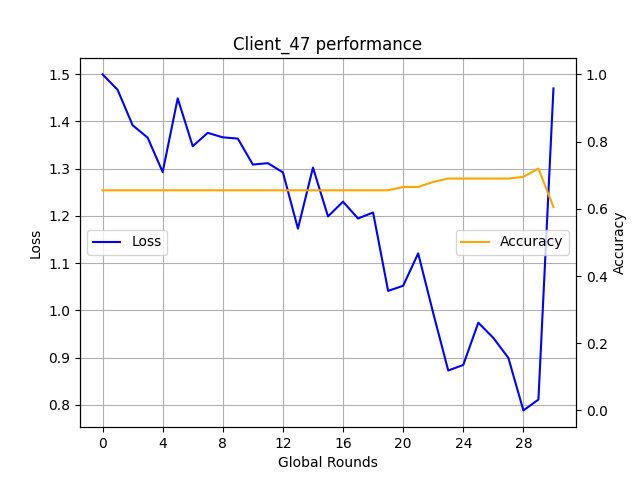 Client_47 performance
1.5
1.4
1.3
1.2
1.1
1.0
0.9
0.8
Loss
Loss
Accuracy
1.0
0.8
0.6
0.4
0.2
0.0
Accuracy
0 4 8 12 16 20 24 28
Global Rounds